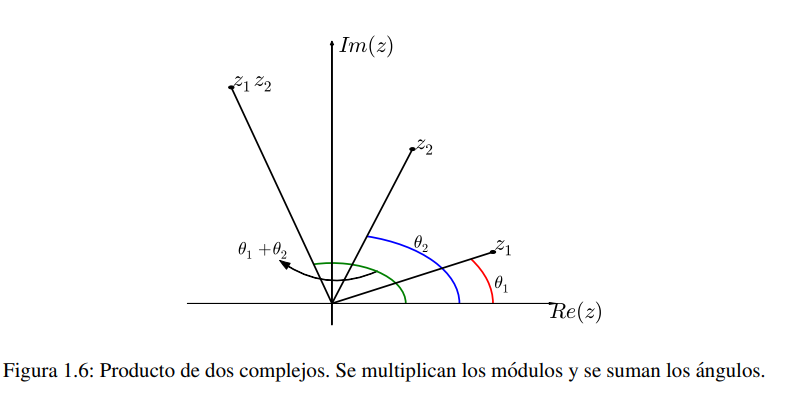 Im(z)
z₁ z₂
z₂
θ₂
z₁
θ₁ +θ₂
θ₁
Re(z)
Figura 1.6: Producto de dos complejos. Se multiplican los módulos y se suman los ángulos.